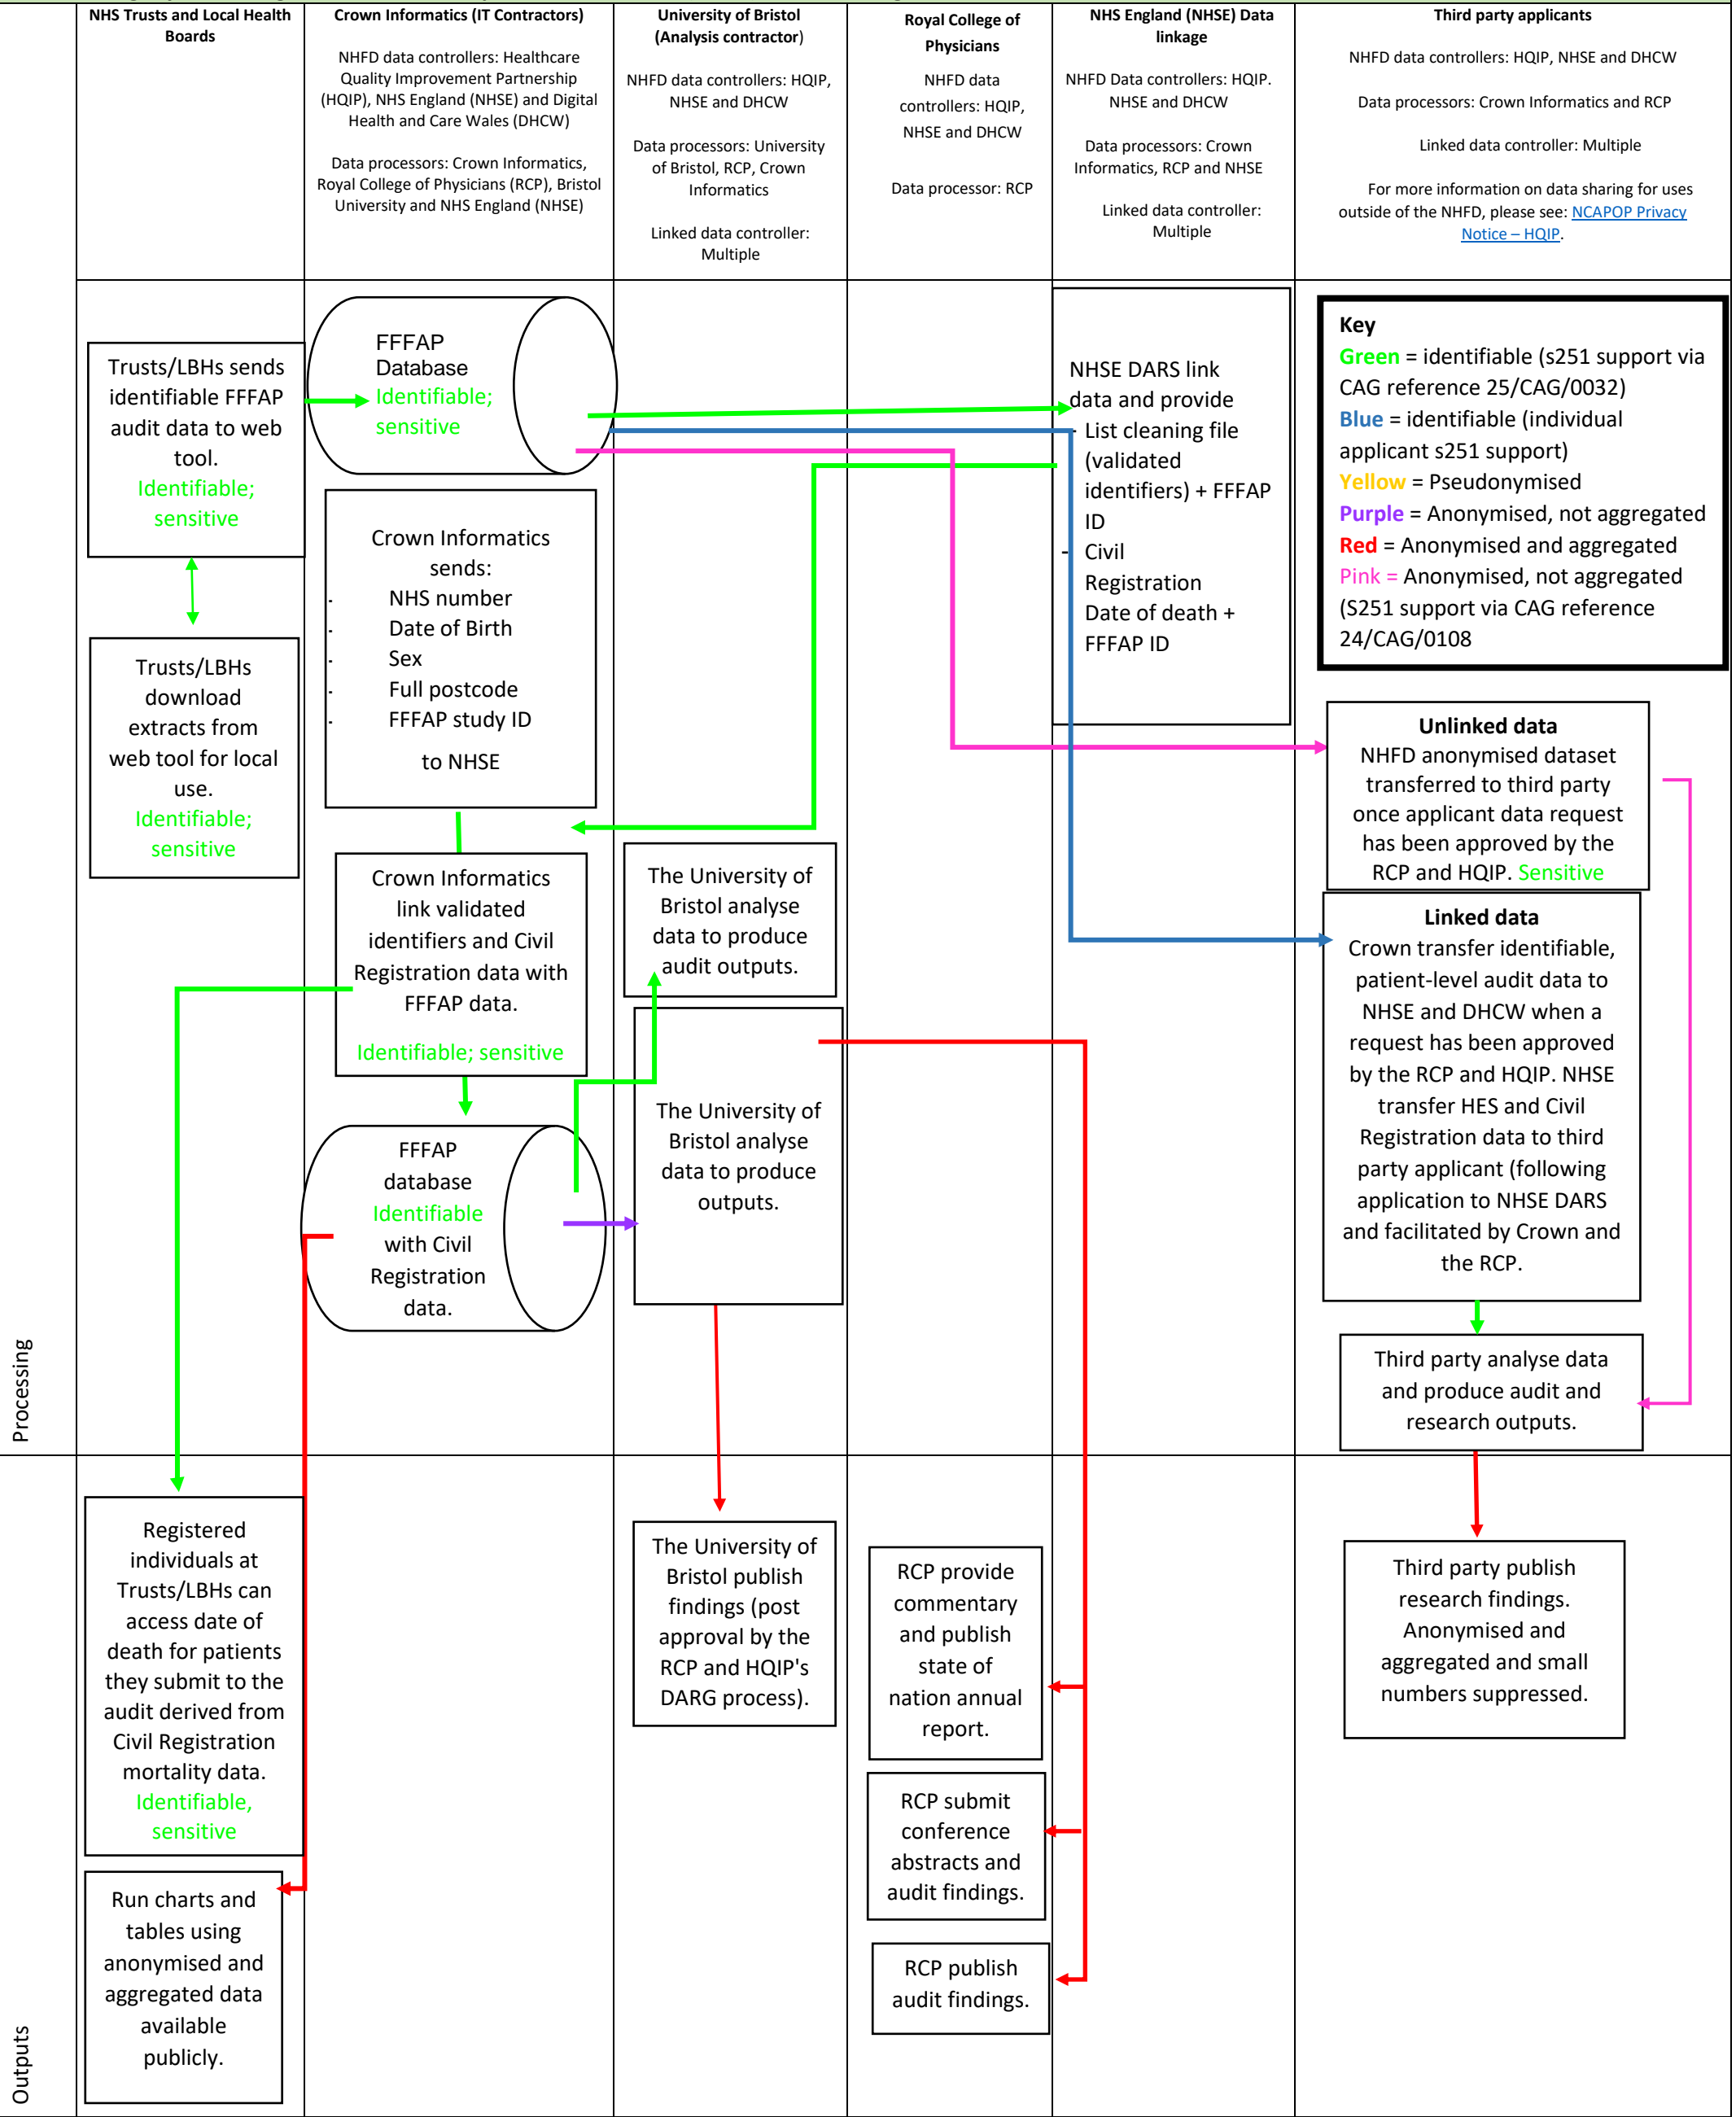 NHS Trusts and Local Health
Boards
Crown Informatics (IT Contractors)
NHFD data controllers: Healthcare
Quality Improvement Partnership
(HQIP), NHS England (NHSE) and Digital
Health and Care Wales (DHCW)
Data processors: Crown Informatics,
Royal College of Physicians (RCP), Bristol
University and NHS England (NHSE)
University of Bristol
(Analysis contractor)
NHFD data controllers: HQIP,
NHSE and DHCW
Data processors: University
of Bristol, RCP, Crown
Informatics
Linked data controller:
Multiple
Royal College of
Physicians
NHFD data
controllers: HQIP,
NHSE and DHCW
Data processor: RCP
NHS England (NHSE) Data
linkage
NHFD Data controllers: HQIP.
NHSE and DHCW
Data processors: Crown
Informatics, RCP and NHSE
Linked data controller:
Multiple
Third party applicants
NHFD data controllers: HQIP, NHSE and DHCW
Data processors: Crown Informatics and RCP
Linked data controller: Multiple
For more information on data sharing for uses
outside of the NHFD, please see: NCAPOP Privacy
Notice – HQIP.
Processing
Trusts/LBHs sends
identifiable FFFAP
audit data to web
tool.
Identifiable;
sensitive
Trusts/LBHs
download
extracts from
web tool for local
use.
Identifiable;
sensitive
FFFAP
Database
Identifiable;
sensitive
Crown Informatics
sends:
- NHS number
- Date of Birth
- Sex
- Full postcode
- FFFAP study ID
to NHSE
Crown Informatics
link validated
identifiers and Civil
Registration data with
FFFAP data.
Identifiable; sensitive
FFFAP
database
Identifiable
with Civil
Registration
data.
The University of
Bristol analyse
data to produce
audit outputs.
The University of
Bristol analyse
data to produce
outputs.
NHSE DARS link
data and provide
- List cleaning file
(validated
identifiers) + FFFAP
ID
- Civil
Registration
Date of death +
FFFAP ID
Key
Green = identifiable (s251 support via
CAG reference 25/CAG/0032)
Blue = identifiable (individual
applicant s251 support)
Yellow = Pseudonymised
Purple = Anonymised, not aggregated
Red = Anonymised and aggregated
Pink = Anonymised, not aggregated
(S251 support via CAG reference
24/CAG/0108
Unlinked data
NHFD anonymised dataset
transferred to third party
once applicant data request
has been approved by the
RCP and HQIP. Sensitive
Linked data
Crown transfer identifiable,
patient-level audit data to
NHSE and DHCW when a
request has been approved
by the RCP and HQIP. NHSE
transfer HES and Civil
Registration data to third
party applicant (following
application to NHSE DARS
and facilitated by Crown and
the RCP.
Third party analyse data
and produce audit and
research outputs.
Outputs
Registered
individuals at
Trusts/LBHs can
access date of
death for patients
they submit to the
audit derived from
Civil Registration
mortality data.
Identifiable,
sensitive
Run charts and
tables using
anonymised and
aggregated data
available
publicly.
The University of
Bristol publish
findings (post
approval by the
RCP and HQIP's
DARG process).
RCP provide
commentary
and publish
state of
nation annual
report.
RCP submit
conference
abstracts and
audit findings.
RCP publish
audit findings.
Third party publish
research findings.
Anonymised and
aggregated and small
numbers suppressed.